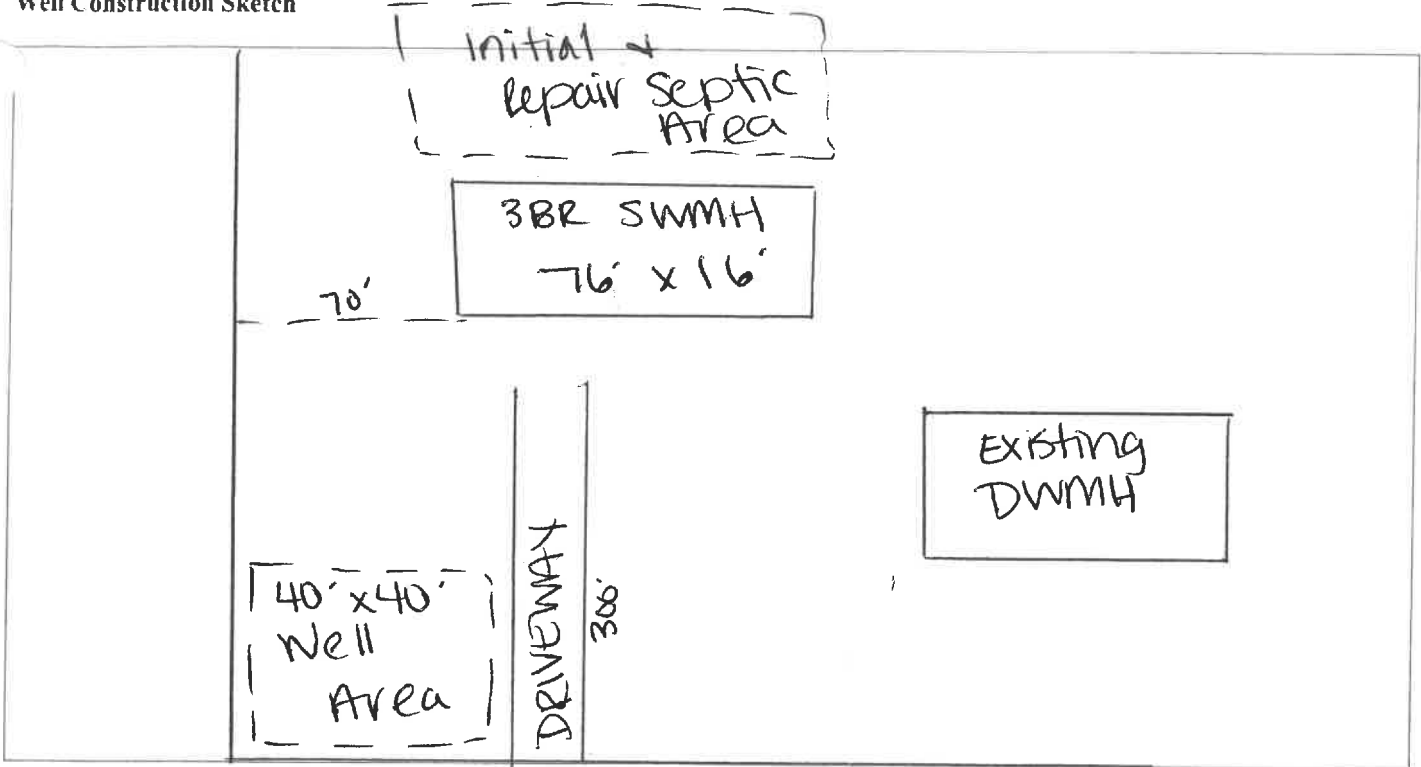 Well Construction Sketch
Initial &
Repair Septic
Area
3BR SWMH
76' x 16'
70'
Existing
DWMH
40' x 40'
Well
Area
DRIVEWAY
300'